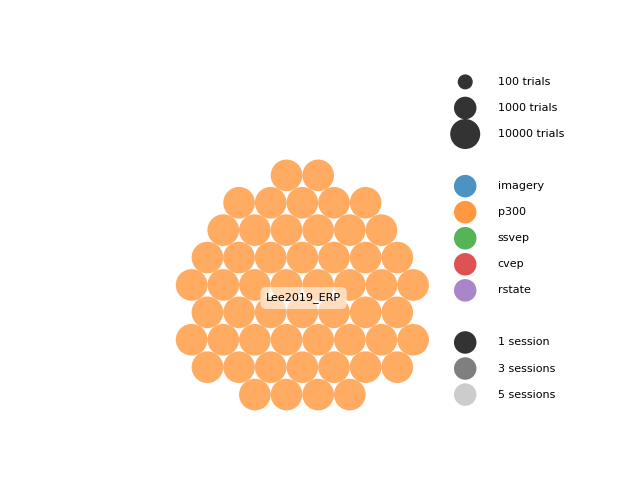 100 trials
1000 trials
10000 trials
imagery
p300
ssvep
cvep
rstate
1 session
3 sessions
5 sessions
Lee2019_ERP